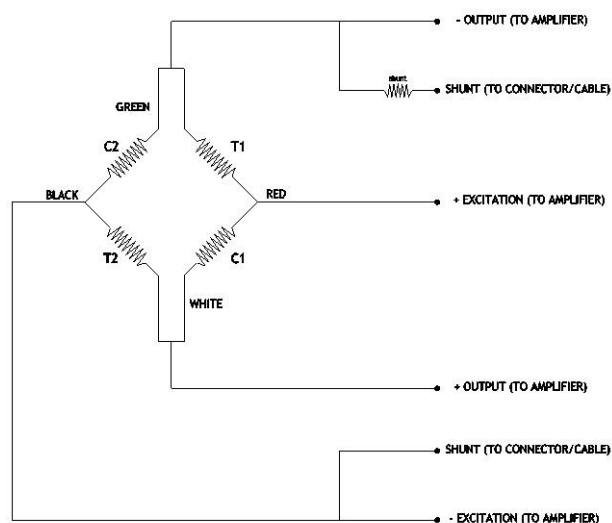 - OUTPUT (TO AMPLIFIER)
shunt
SHUNT (TO CONNECTOR/CABLE)
GREEN
C2
T1
BLACK
RED
+ EXCITATION (TO AMPLIFIER)
T2
C1
WHITE
+ OUTPUT (TO AMPLIFIER)
SHUNT (TO CONNECTOR/CABLE)
- EXCITATION (TO AMPLIFIER)